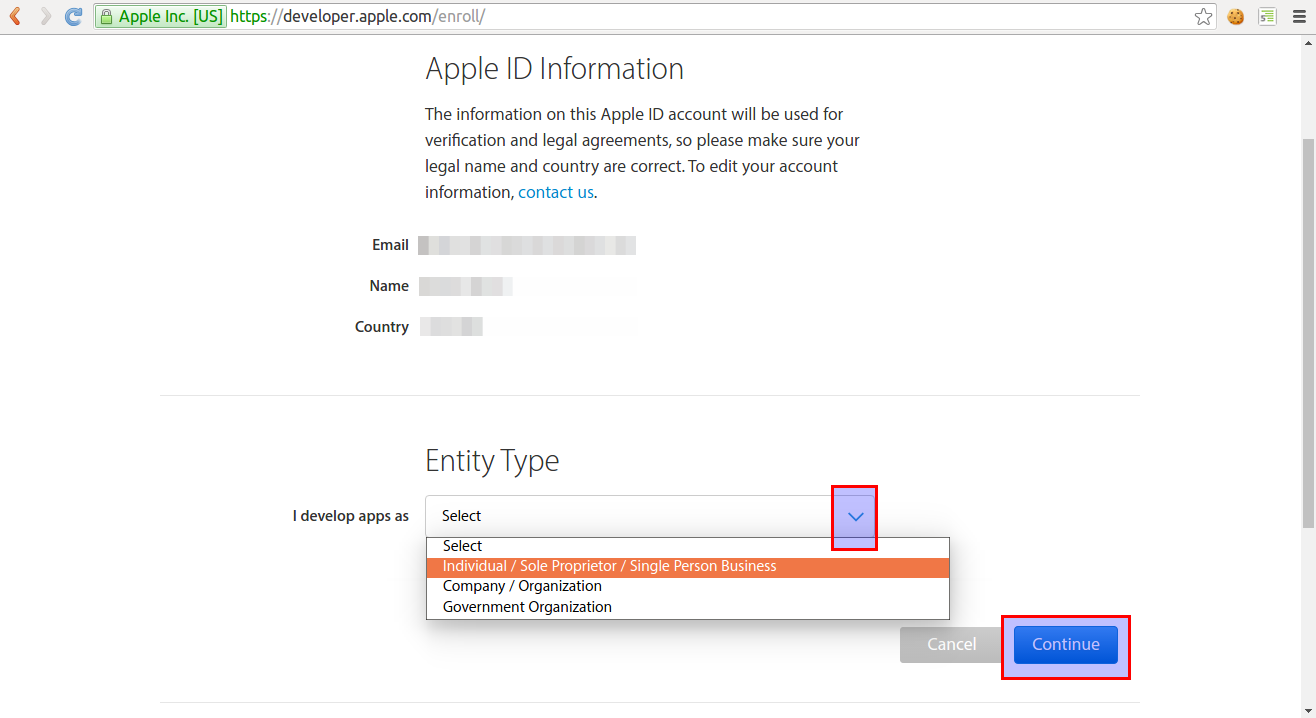 Apple Inc. [US] https://developer.apple.com/enroll/
Apple ID Information
The information on this Apple ID account will be used for
verification and legal agreements, so please make sure your
legal name and country are correct. To edit your account
information, contact us.
Email
Name
Country
Entity Type
I develop apps as Select
Select
Individual / Sole Proprietor / Single Person Business
Company / Organization
Government Organization
Cancel Continue